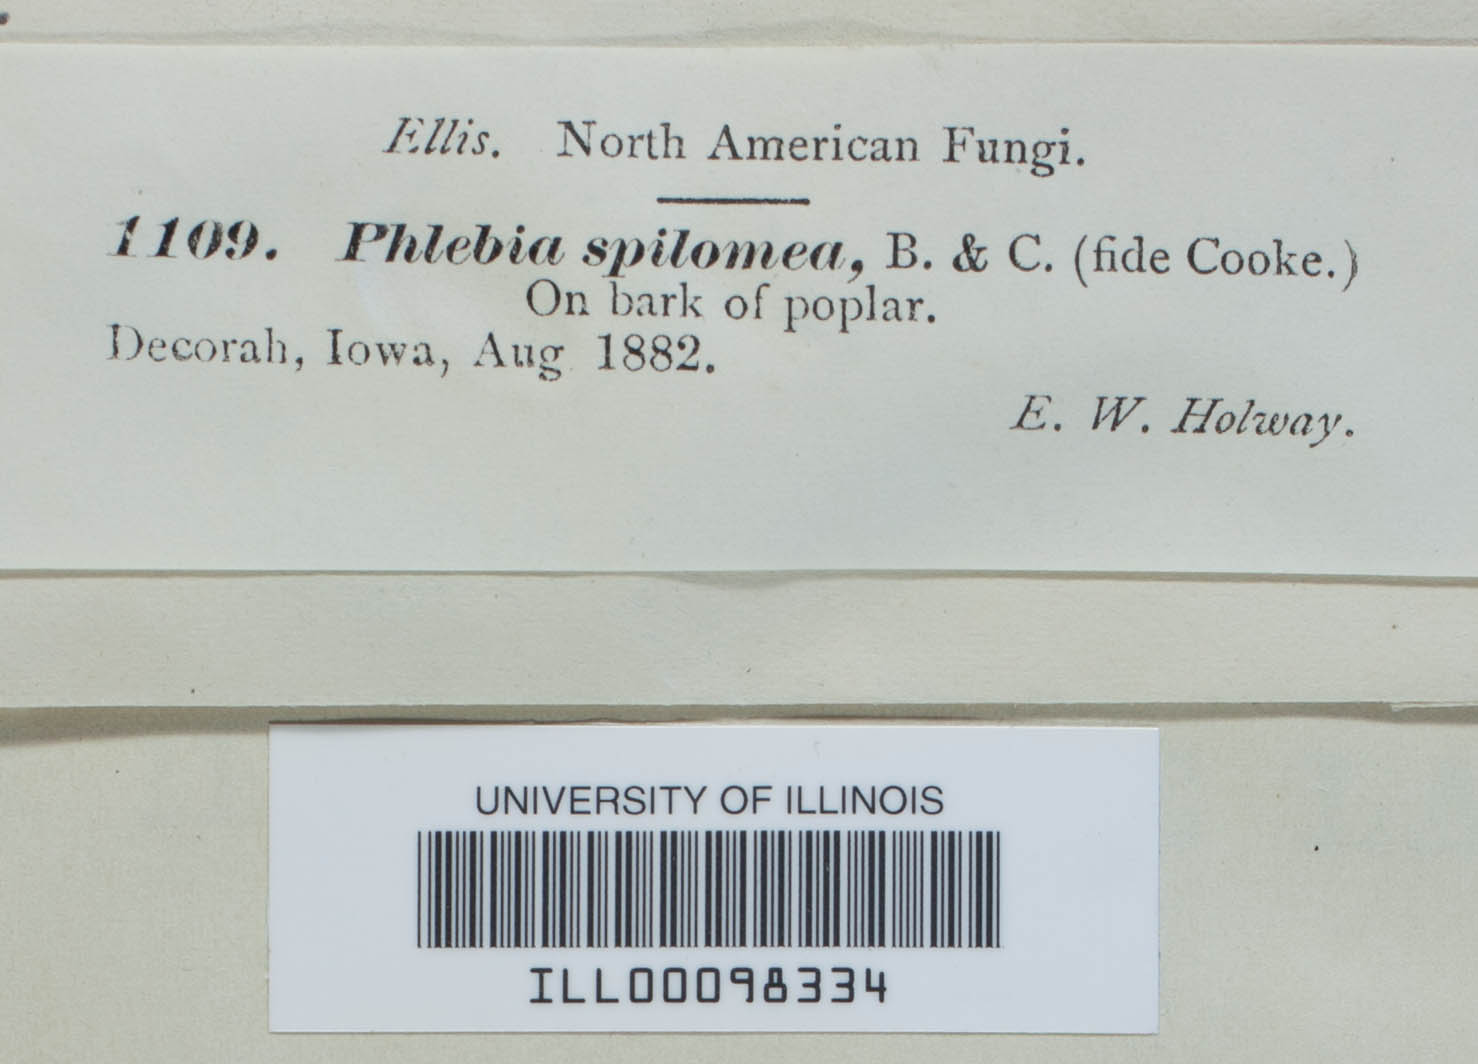 Ellis. North American Fungi.
1109. Phlebia spilomea, B. & C. (fide Cooke.)
On bark of poplar.
Decorah, Iowa, Aug 1882.
E. W. Holway.
UNIVERSITY OF ILLINOIS
ILL00098334